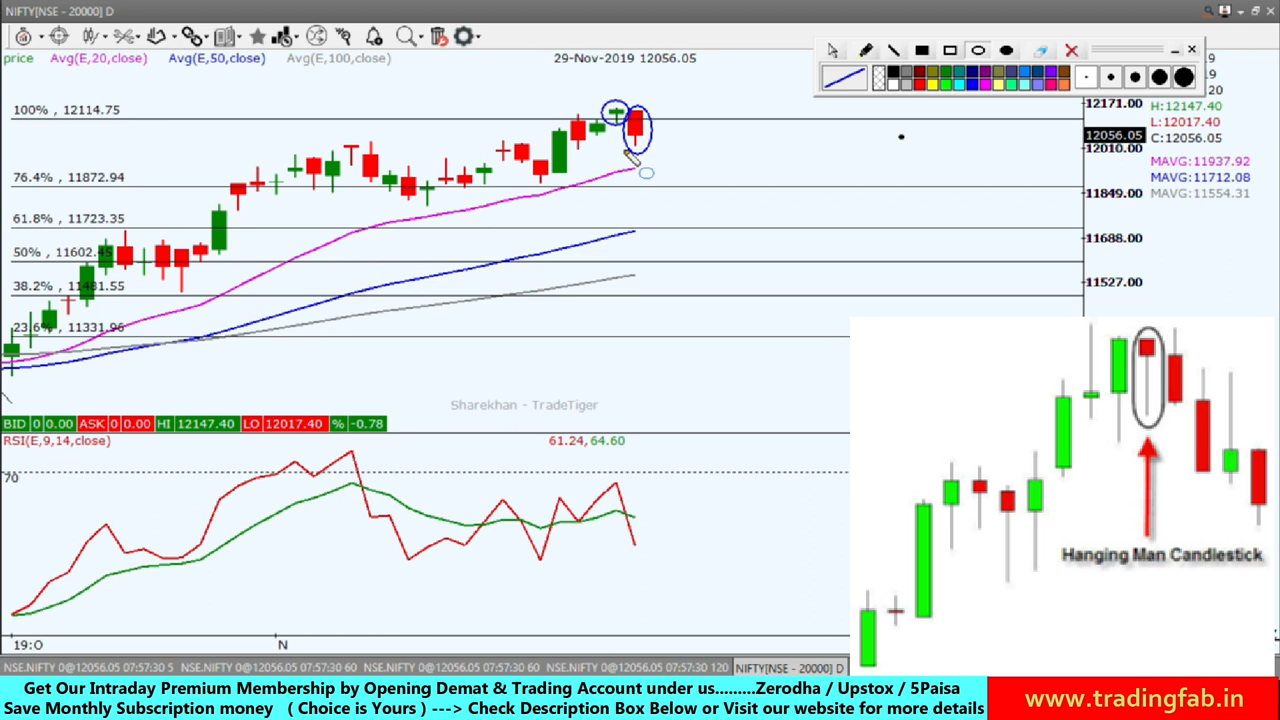 NIFTY[NSE - 20000] D
price Avg(E,20,close) Avg(E,50,close) Avg(E,100,close) 29-Nov-2019 12056.05
9
9
20
100% , 12114.75
12171.00
H:12147.40
L:12017.40
12056.05
C:12056.05
12010.00
MAVG:11937.92
76.4% , 11872.94
MAVG:11712.08
11849.00
MAVG:11554.31
61.8% , 11723.35
11688.00
50% , 11602.45
38.2% , 11481.55
11527.00
23.6% , 11331.96
Sharekhan - TradeTiger
BID 0 0.00 ASK 0 0.00 HI 12147.40 LO 12017.40 % -0.78
RSI(E,9,14,close) 61.24,64.60
70
Hanging Man Candlestick
19:O N
NSE.NIFTY 0@12056.05 07:57:30 5 NSE.NIFTY 0@12056.05 07:57:30 60 NSE.NIFTY 0@12056.05 07:57:30 60 NSE.NIFTY 0@12056.05 07:57:30 120 NIFTY[NSE - 20000] D
Get Our Intraday Premium Membership by Opening Demat & Trading Account under us.........Zerodha / Upstox / 5Paisa
Save Monthly Subscription money ( Choice is Yours ) ---> Check Description Box Below or Visit our website for more details
www.tradingfab.in